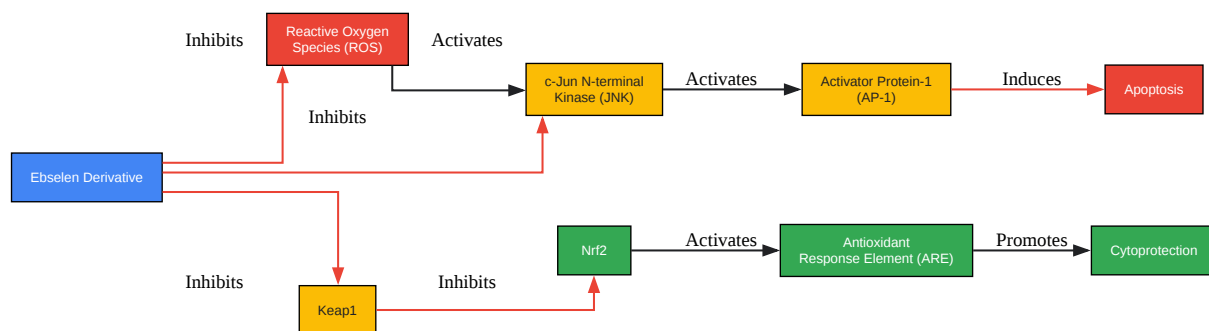 Inhibits
Reactive Oxygen
Species (ROS)
Activates
c-Jun N-terminal
Kinase (JNK)
Activates
Activator Protein-1
(AP-1)
Induces
Apoptosis
Inhibits
Ebselen Derivative
Nrf2
Activates
Antioxidant
Response Element (ARE)
Promotes
Cytoprotection
Inhibits
Keap1
Inhibits